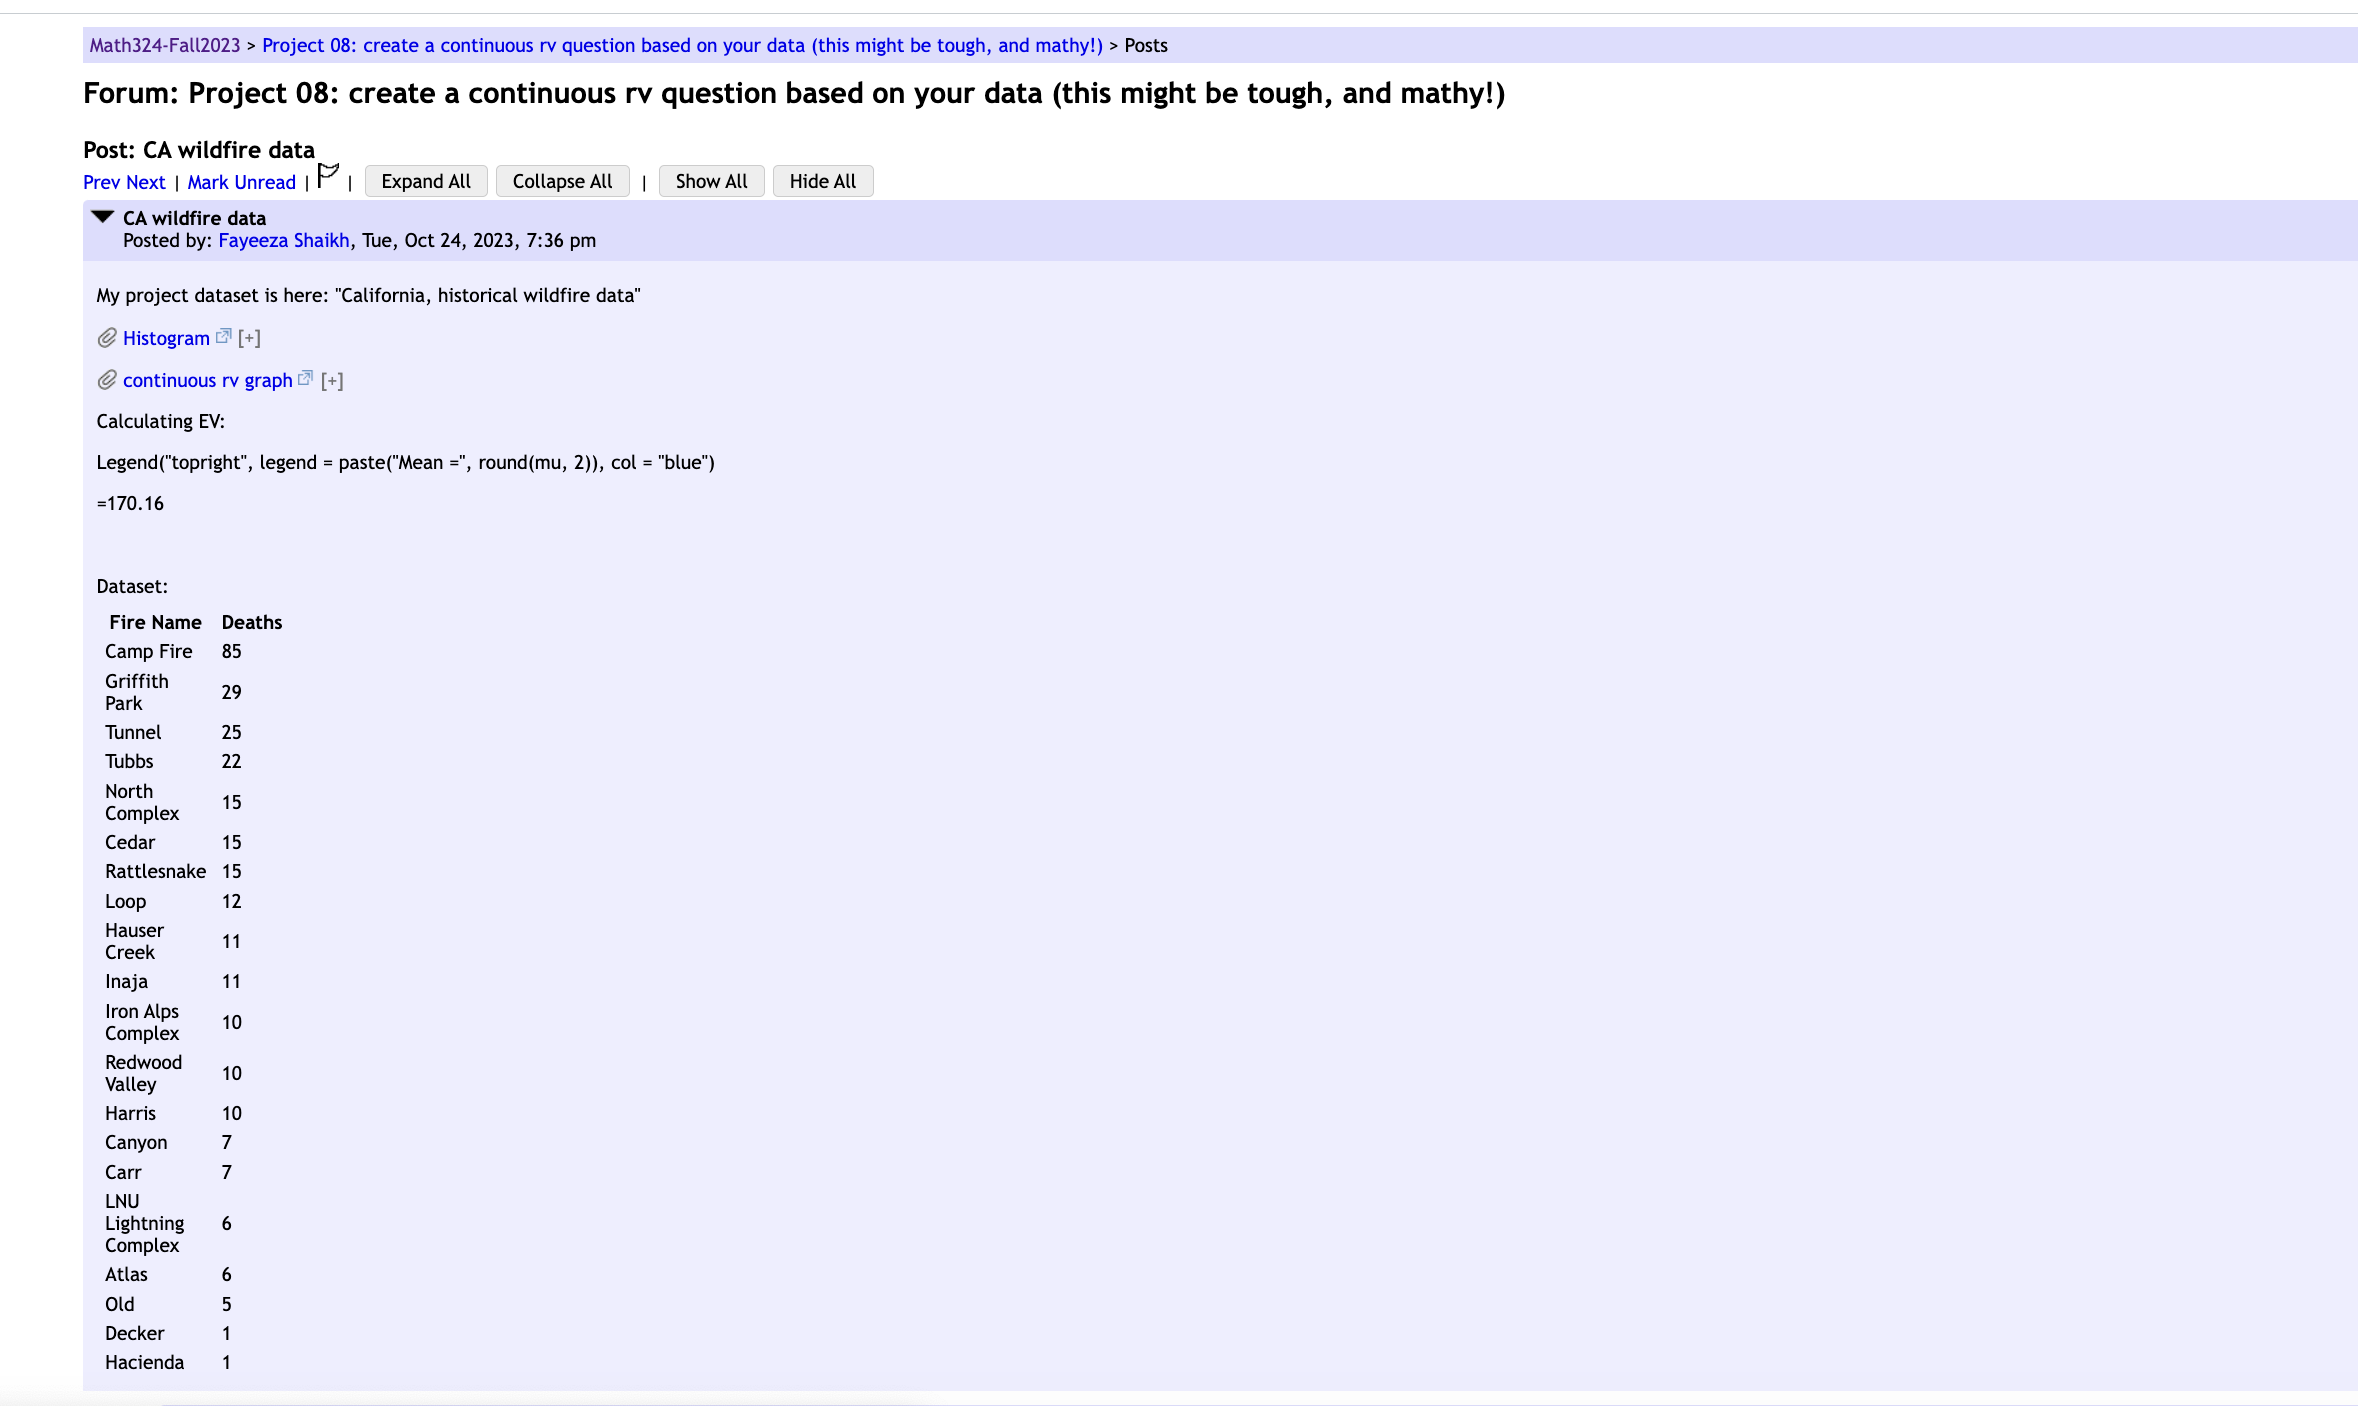 Math324-Fall2023 > Project 08: create a continuous rv question based on your data (this might be tough, and mathy!) > Posts
Forum: Project 08: create a continuous rv question based on your data (this might be tough, and mathy!)
Post: CA wildfire data
Prev Next | Mark Unread | | Expand All Collapse All | Show All Hide All
CA wildfire data
Posted by: Fayeeza Shaikh, Tue, Oct 24, 2023, 7:36 pm
My project dataset is here: "California, historical wildfire data"
Histogram [+]
continuous rv graph [+]
Calculating EV:
Legend("topright", legend = paste("Mean =", round(mu, 2)), col = "blue")
=170.16
Dataset:
Fire Name Deaths
Camp Fire 85
Griffith
Park 29
Tunnel 25
Tubbs 22
North
Complex 15
Cedar 15
Rattlesnake 15
Loop 12
Hauser
Creek 11
Inaja 11
Iron Alps
Complex 10
Redwood
Valley 10
Harris 10
Canyon 7
Carr 7
LNU
Lightning 6
Complex
Atlas 6
Old 5
Decker 1
Hacienda 1